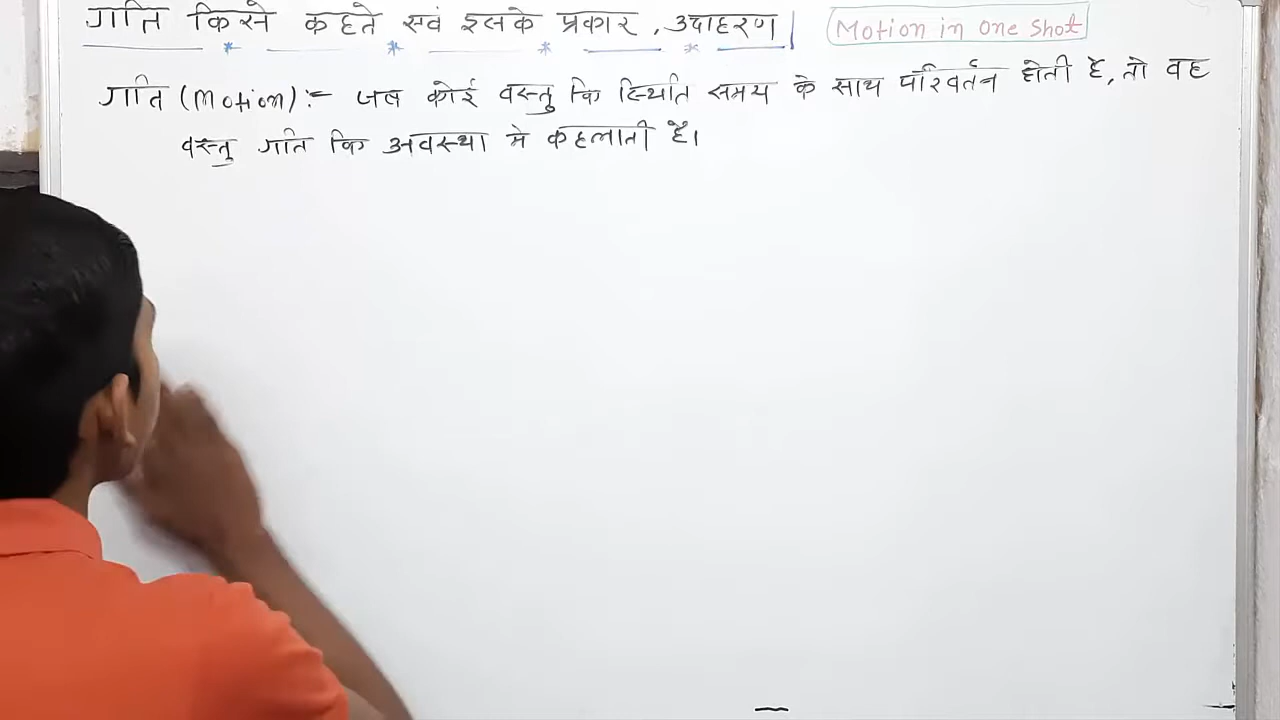 गति किसे कहते एवं इसके प्रकार, उदाहरण | Motion in one shot
गति (Motion) :- जब कोई वस्तु कि स्थिति समय के साथ परिवर्तन होती है, तो वह
वस्तु गति कि अवस्था मे कहलाती है।